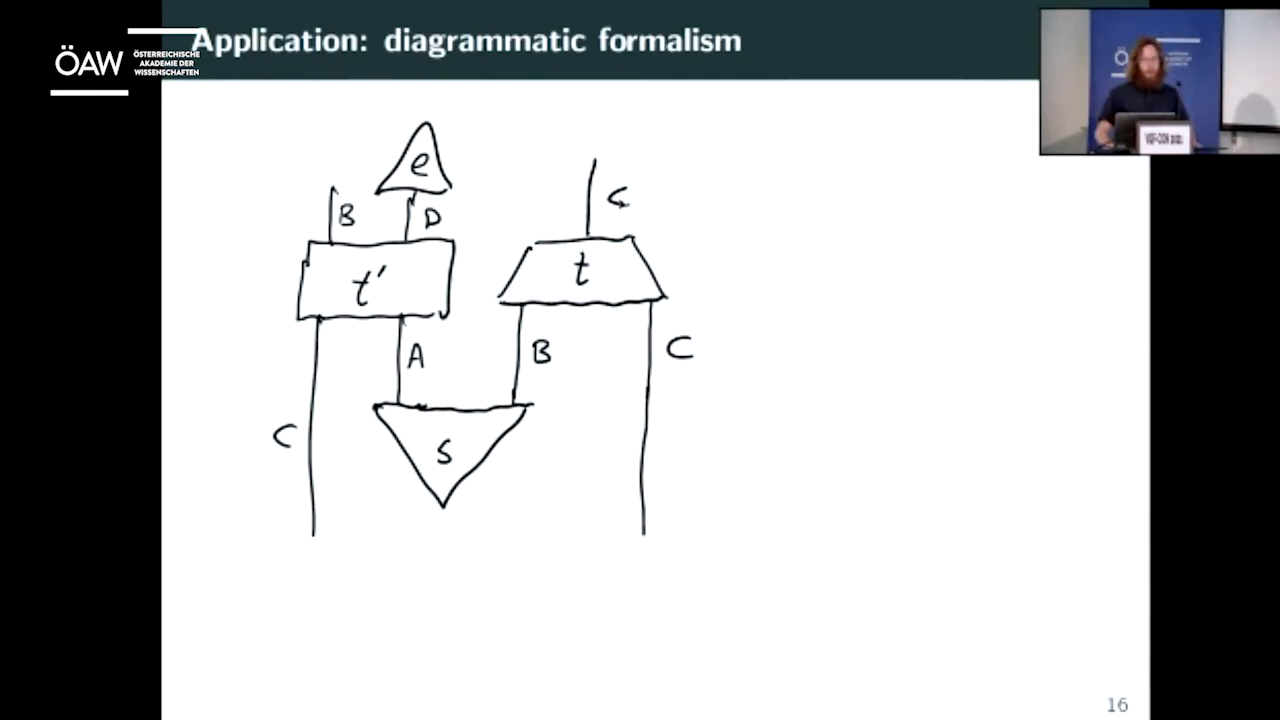 Application: diagrammatic formalism
ÖAW
ÖSTERREICHISCHE
AKADEMIE DER
WISSENSCHAFTEN
e
B
D
C
t'
t
A
B
C
C
s
16